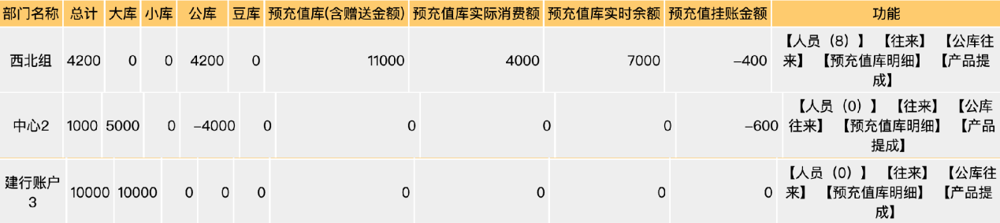 部门名称 总计 大库 小库 公库 豆库 预充值库(含赠送金额) 预充值库实际消费额 预充值库实时余额 预充值挂账金额 功能
西北组 4200 0 0 4200 0 11000 4000 7000 -400 【人员（8）】 【往来】 【公库往
来】 【预充值库明细】 【产品提
成】
中心2 1000 5000 0 -4000 0 0 0 0 -600 【人员（0）】 【往来】 【公库
往来】 【预充值库明细】 【产品
提成】
建行账户
3 10000 10000 0 0 0 0 0 0 0 【人员（0）】 【往来】 【公库往
来】 【预充值库明细】 【产品提
成】